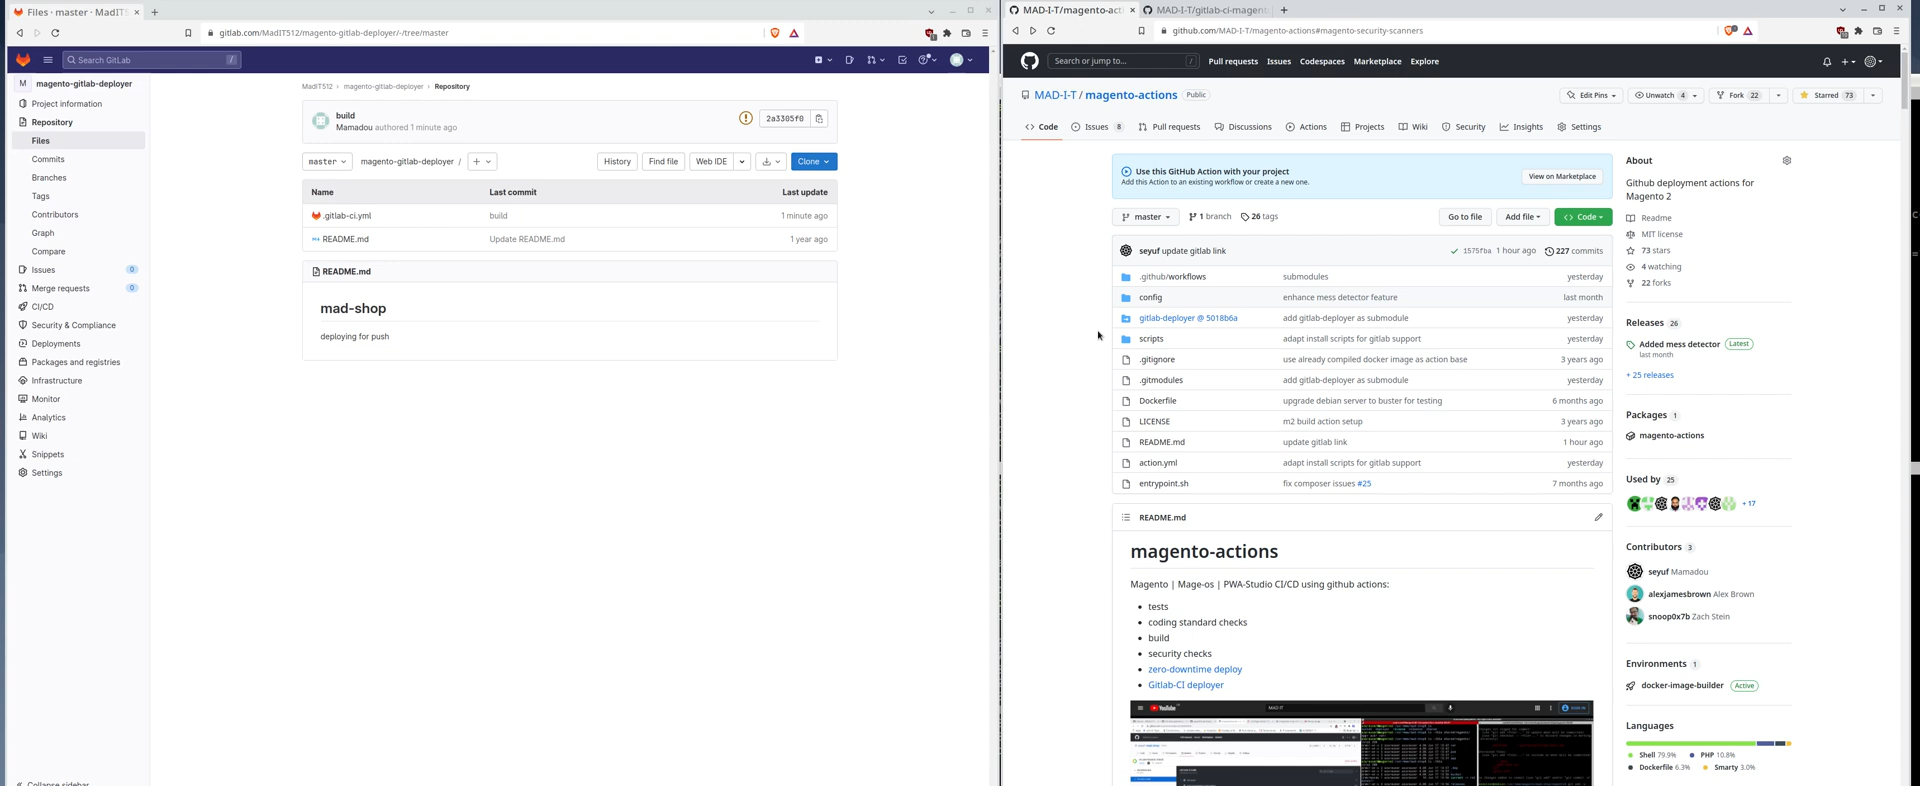 Files · master · MadIT5
gitlab.com/MadIT512/magento-gitlab-deployer/-/tree/master
Search GitLab
/
M magento-gitlab-deployer
Project information
Repository
Files
Commits
Branches
Tags
Contributors
Graph
Compare
Issues 0
Merge requests 0
CI/CD
Security & Compliance
Deployments
Packages and registries
Infrastructure
Monitor
Analytics
Wiki
Snippets
Settings
Collapse sidebar
MadIT512 › magento-gitlab-deployer › Repository
build
Mamadou authored 1 minute ago
2a3305f0
master
magento-gitlab-deployer /
+
History
Find file
Web IDE
Clone
Name Last commit Last update
.gitlab-ci.yml build 1 minute ago
README.md Update README.md 1 year ago
README.md
mad-shop
deploying for push
MAD-I-T/magento-acti
MAD-I-T/gitlab-ci-magent
github.com/MAD-I-T/magento-actions#magento-security-scanners
Search or jump to...
/
Pull requests Issues Codespaces Marketplace Explore
MAD-I-T / magento-actions Public
Edit Pins
Unwatch 4
Fork 22
Starred 73
Code
Issues 8
Pull requests
Discussions
Actions
Projects
Wiki
Security
Insights
Settings
Use this GitHub Action with your project
Add this Action to an existing workflow or create a new one.
View on Marketplace
master
1 branch
26 tags
Go to file
Add file
Code
seyuf update gitlab link 1575fba 1 hour ago 227 commits
.github/workflows submodules yesterday
config enhance mess detector feature last month
gitlab-deployer @ 5018b6a add gitlab-deployer as submodule yesterday
scripts adapt install scripts for gitlab support yesterday
.gitignore use already compiled docker image as action base 3 years ago
.gitmodules add gitlab-deployer as submodule yesterday
Dockerfile upgrade debian server to buster for testing 6 months ago
LICENSE m2 build action setup 3 years ago
README.md update gitlab link 1 hour ago
action.yml adapt install scripts for gitlab support yesterday
entrypoint.sh fix composer issues #25 7 months ago
README.md
magento-actions
Magento | Mage-os | PWA-Studio CI/CD using github actions:
tests
coding standard checks
build
security checks
zero-downtime deploy
Gitlab-CI deployer
YouTube
MAD-IT
SIGN IN
About
Github deployment actions for
Magento 2
Readme
MIT license
73 stars
4 watching
22 forks
Releases 26
Added mess detector Latest
last month
+ 25 releases
Packages 1
magento-actions
Used by 25
+ 17
Contributors 3
seyuf Mamadou
alexjamesbrown Alex Brown
snoop0x7b Zach Stein
Environments 1
docker-image-builder Active
Languages
Shell 79.9% PHP 10.8%
Dockerfile 6.3% Smarty 3.0%